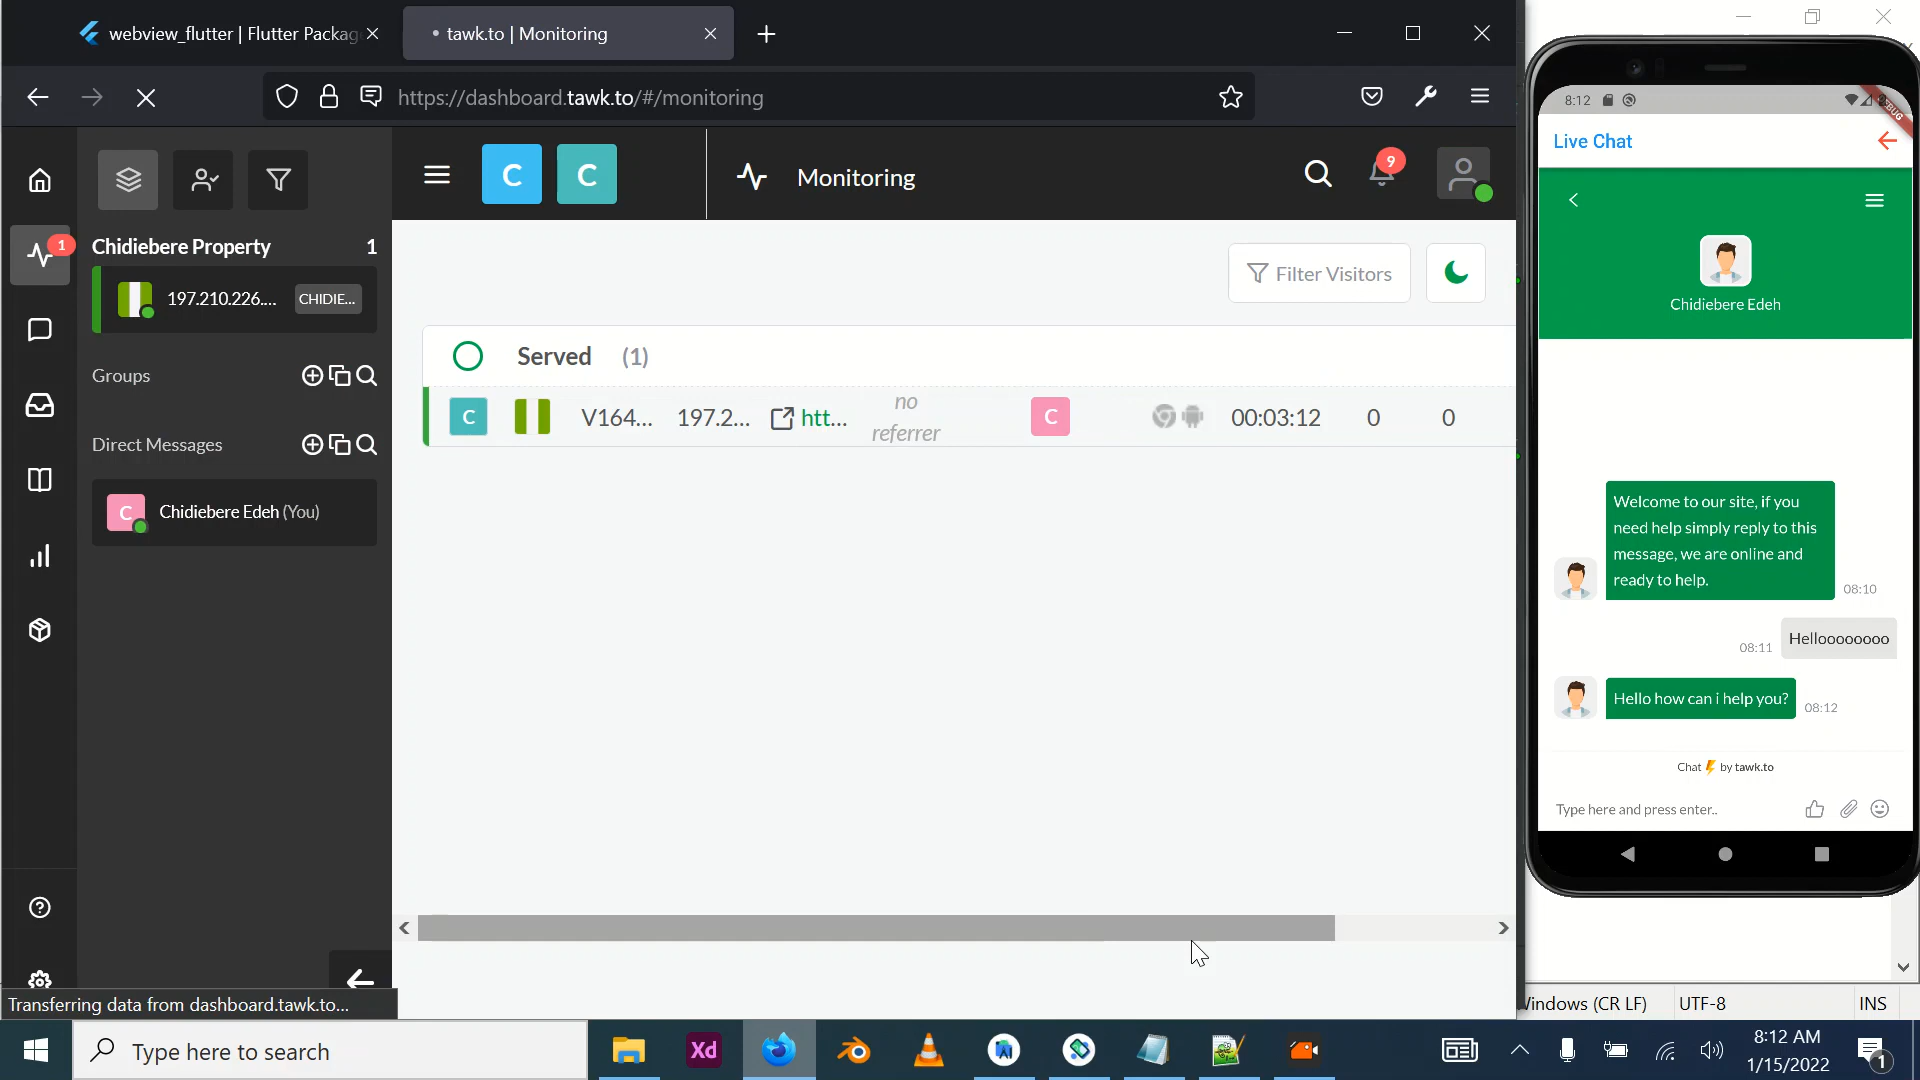 webview_flutter | Flutter Packag
tawk.to | Monitoring
https://dashboard.tawk.to/#/monitoring
C
C
Monitoring
9
1
Chidiebere Property
1
197.210.226....
CHIDIE...
Groups
Direct Messages
C
Chidiebere Edeh (You)
Filter Visitors
Served (1)
C
V164...
197.2...
htt...
no
referrer
C
00:03:12
0
0
Transferring data from dashboard.tawk.to...
8:12
Live Chat
Chidiebere Edeh
Welcome to our site, if you
need help simply reply to this
message, we are online and
ready to help.
08:10
08:11
Helloooooooo
Hello how can i help you?
08:12
Chat by tawk.to
Type here and press enter..
Windows (CR LF)
UTF-8
INS
Type here to search
Xd
8:12 AM
1/15/2022
1